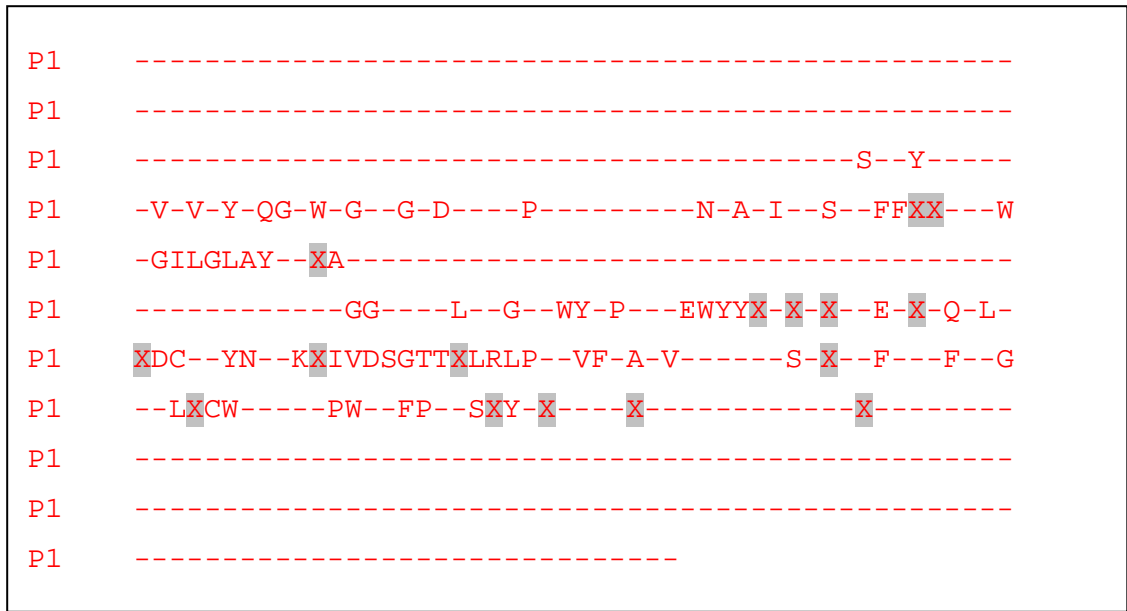 P1 --------------------------------------------------
P1 --------------------------------------------------
P1 -----------------------------------------S--Y-----
P1 -V-V-Y-QG-W-G--G-D----P---------N-A-I--S--FFXX---W
P1 -GILGLAY--XA--------------------------------------
P1 ------------GG----L--G--WY-P---EWYYX-X-X--E-X-Q-L-
P1 XDC--YN--KXIVDSGTTXLRLP--VF-A-V------S-X--F---F--G
P1 --LXCW-----PW--FP--SXY-X----X------------X--------
P1 --------------------------------------------------
P1 --------------------------------------------------
P1 -------------------------------